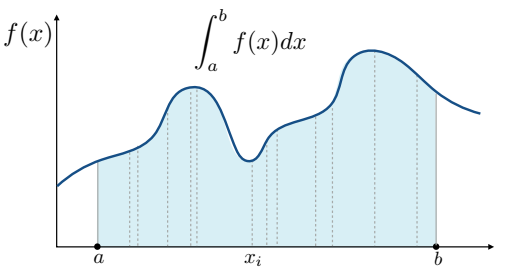 f(x)
∫_a^b f(x)dx
a x_i b